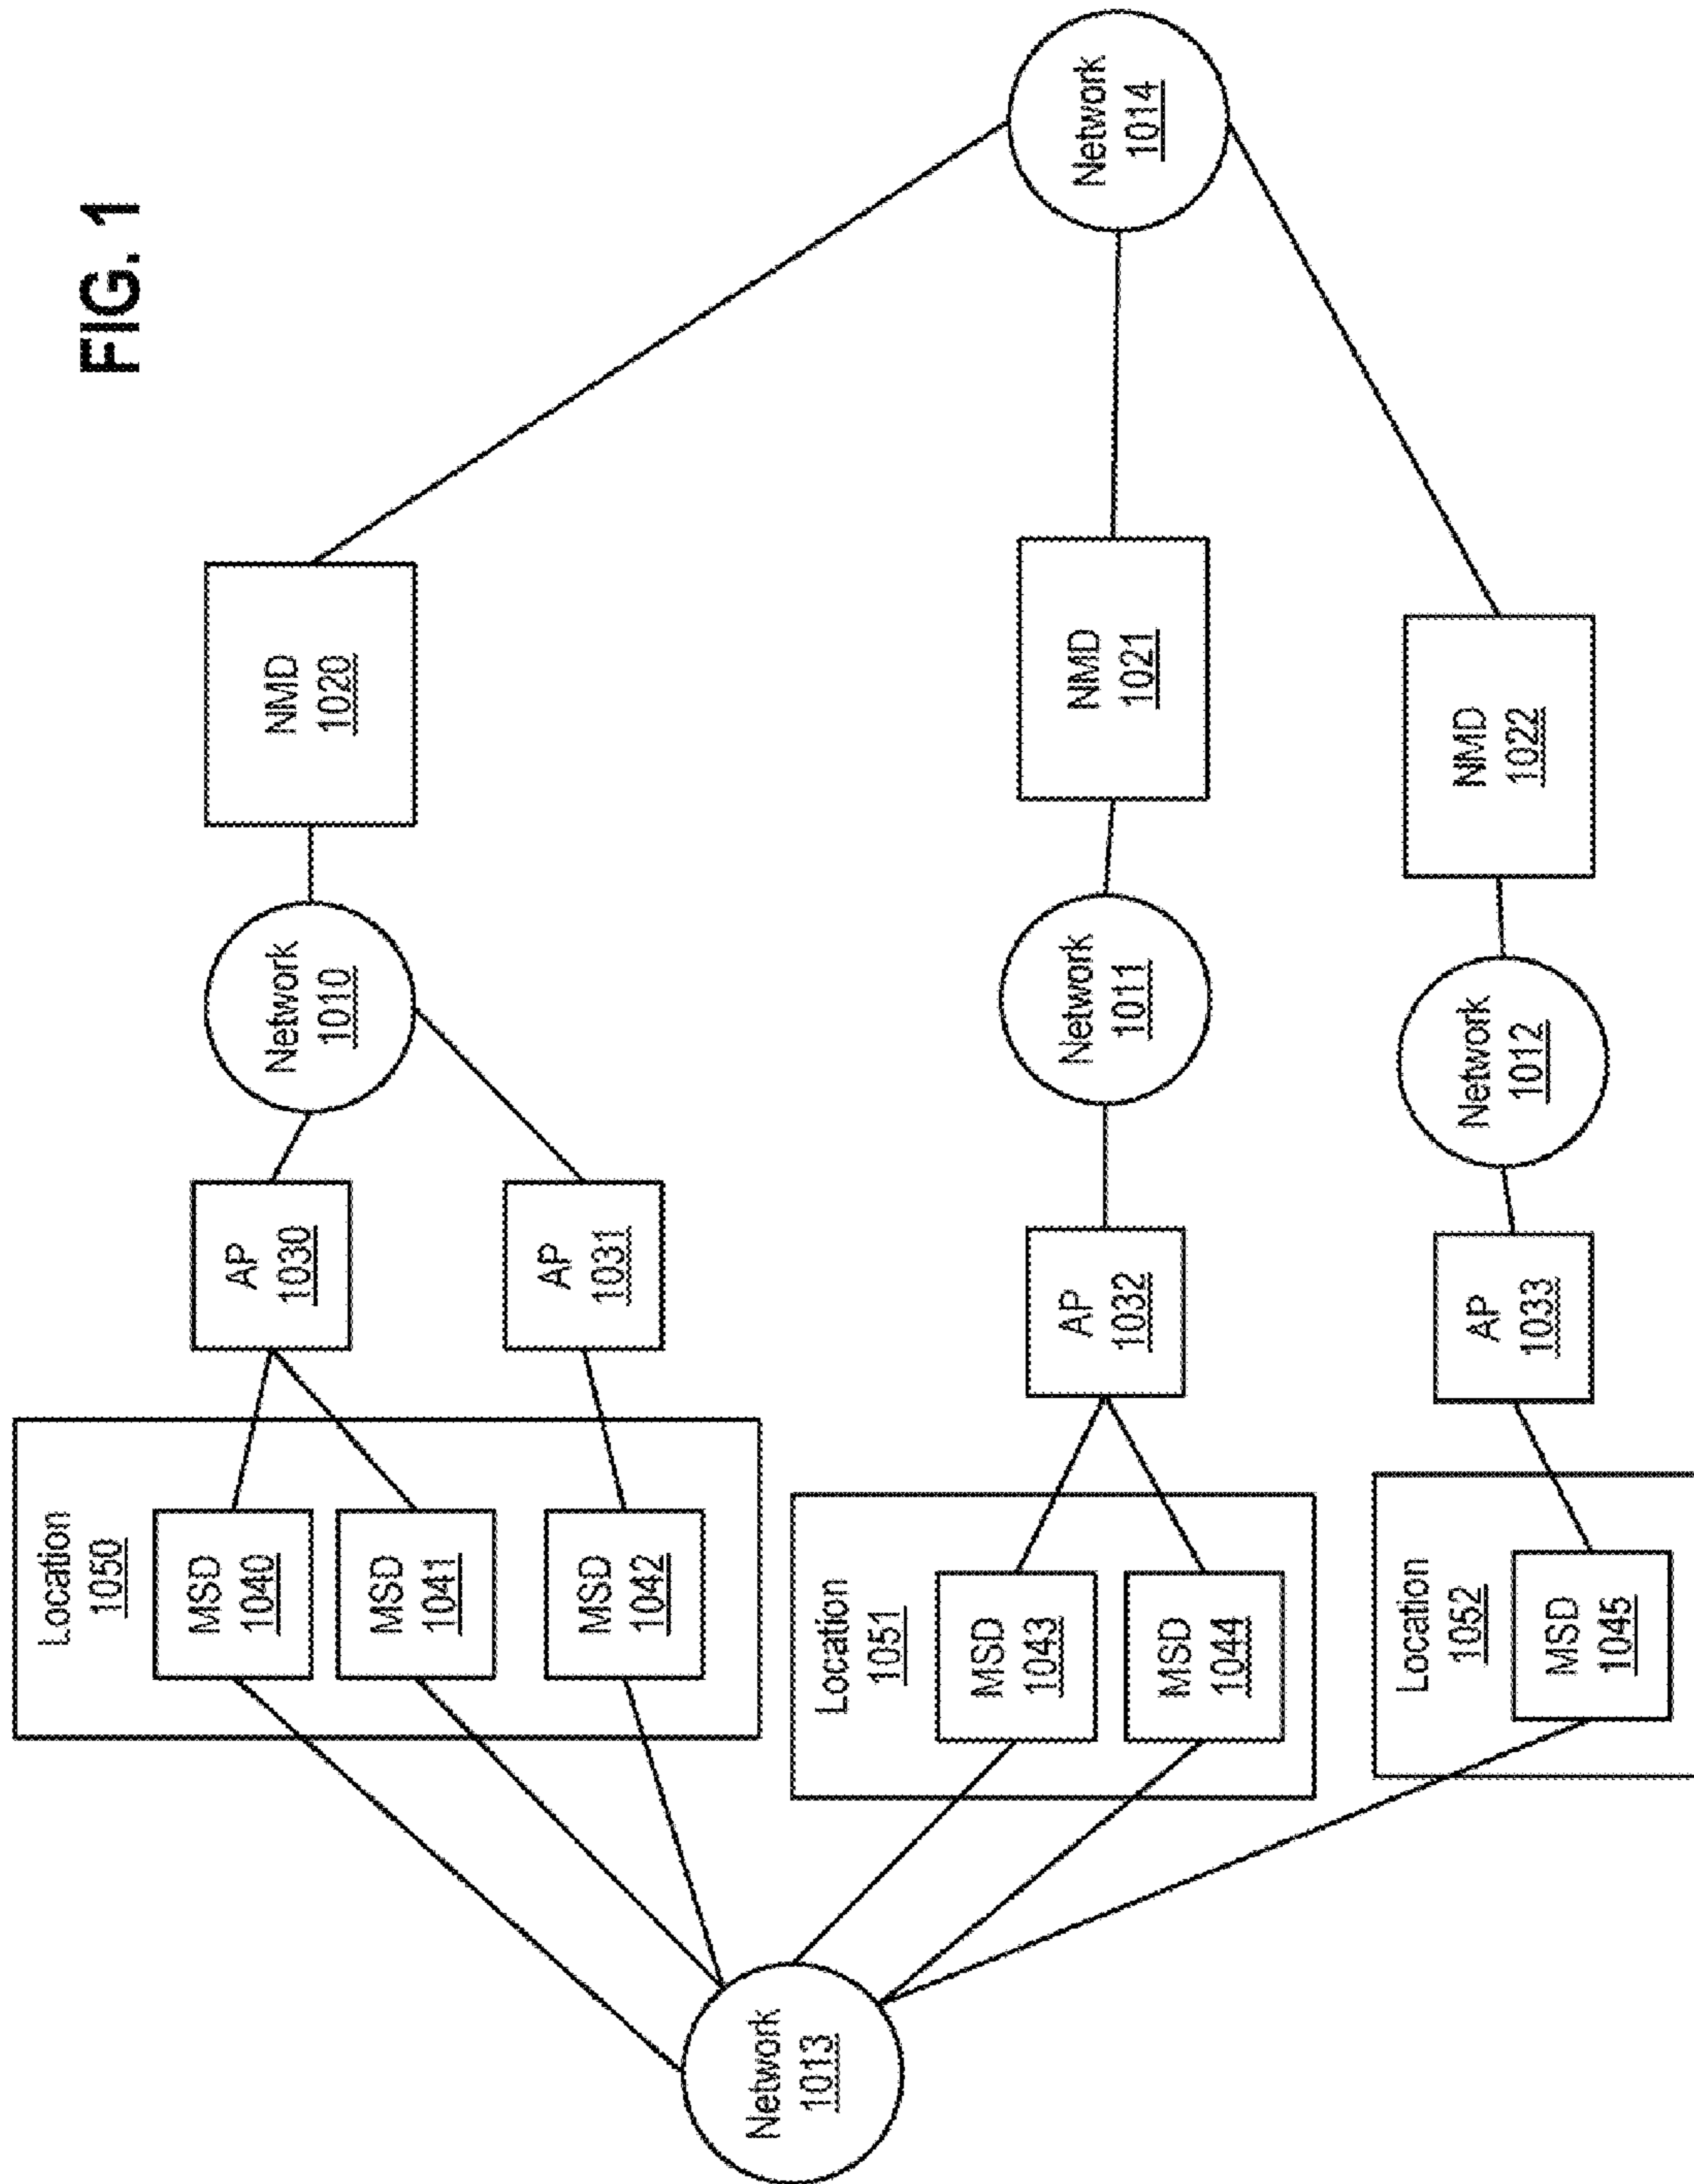 FIG. 1
Location
1050
MSD
1040
MSD
1041
MSD
1042
AP
1030
AP
1031
Network
1010
NMD
1020
Network
1013
Location
1051
MSD
1043
MSD
1044
AP
1032
Network
1011
NMD
1021
Network
1014
Location
1052
MSD
1045
AP
1033
Network
1012
NMD
1022